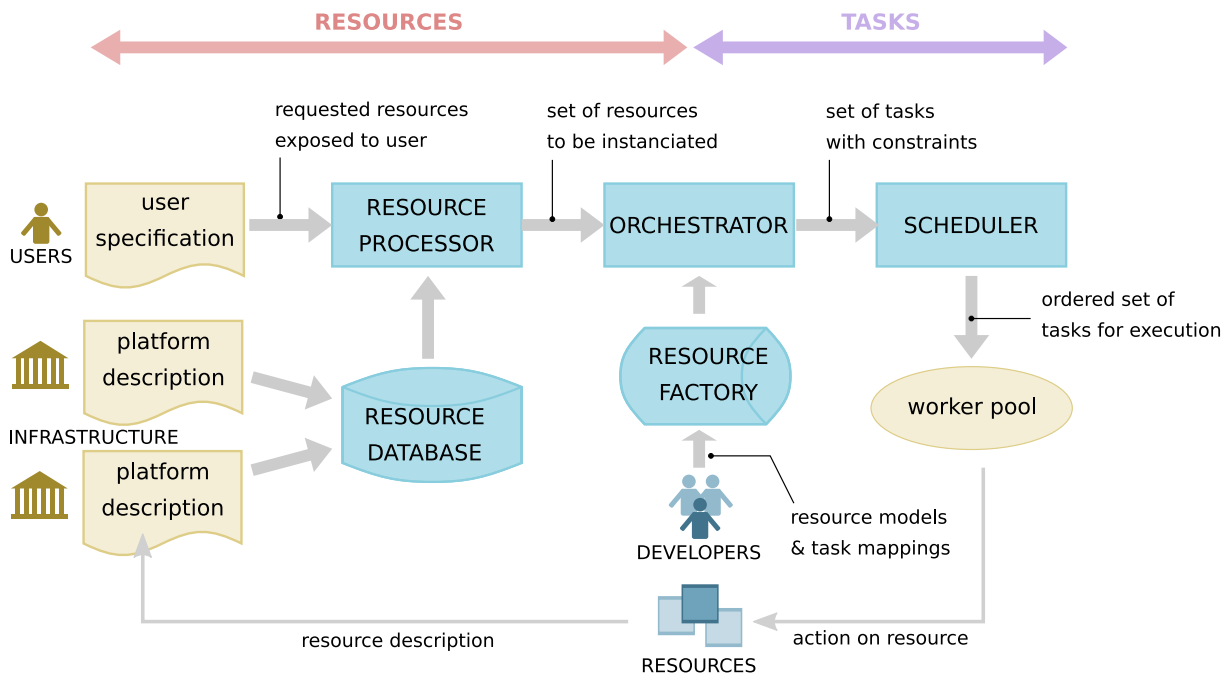 RESOURCES
TASKS
requested resources
exposed to user
set of resources
to be instanciated
set of tasks
with constraints
USERS
user
specification
RESOURCE
PROCESSOR
ORCHESTRATOR
SCHEDULER
ordered set of
tasks for execution
platform
description
RESOURCE
FACTORY
worker pool
INFRASTRUCTURE
RESOURCE
DATABASE
platform
description
resource models
& task mappings
DEVELOPERS
resource description
action on resource
RESOURCES